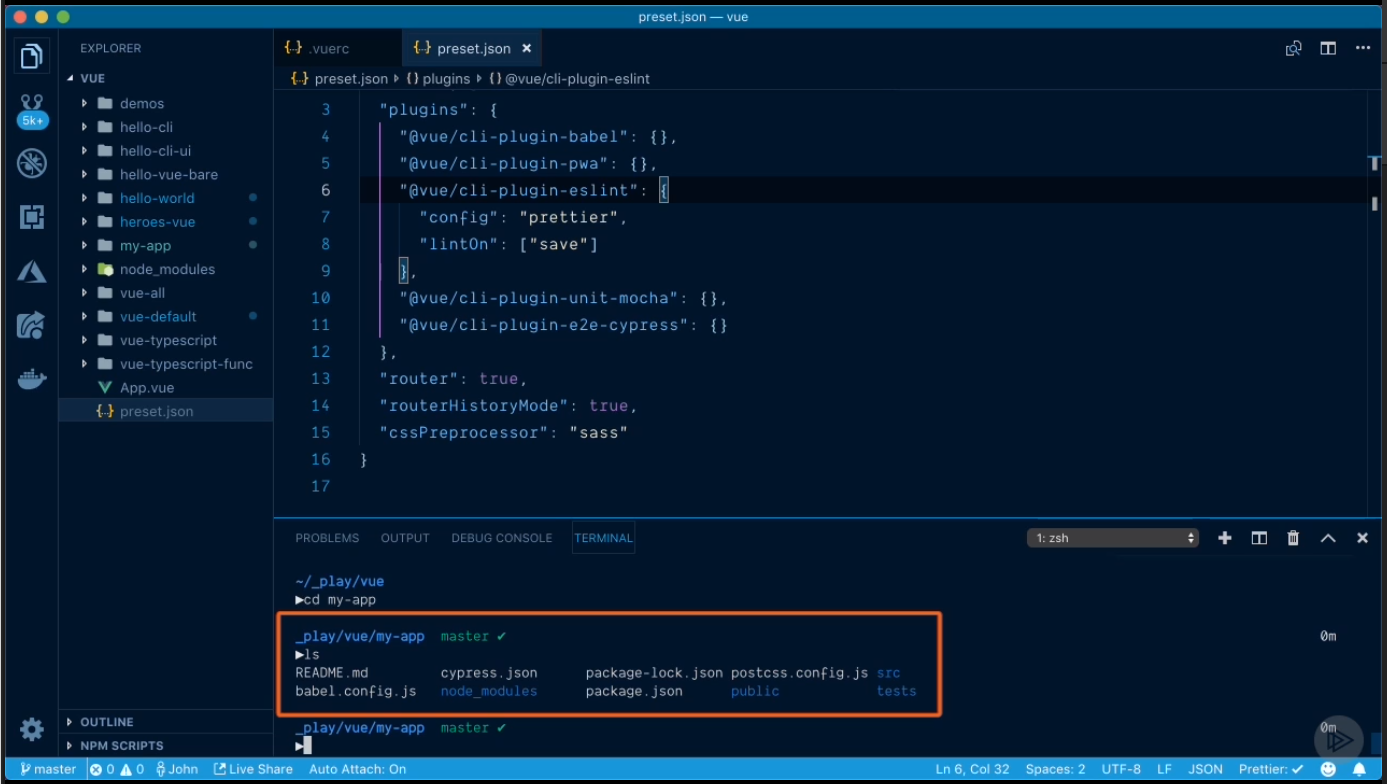 preset.json — vue
EXPLORER
VUE
demos
hello-cli
hello-cli-ui
hello-vue-bare
hello-world
heroes-vue
my-app
node_modules
vue-all
vue-default
vue-typescript
vue-typescript-func
App.vue
preset.json
OUTLINE
NPM SCRIPTS
5k+
{..} .vuerc {..} preset.json ×
{..} preset.json {} plugins {} @vue/cli-plugin-eslint
3 "plugins": {
4 "@vue/cli-plugin-babel": {},
5 "@vue/cli-plugin-pwa": {},
6 "@vue/cli-plugin-eslint": {
7 "config": "prettier",
8 "lintOn": ["save"]
9 },
10 "@vue/cli-plugin-unit-mocha": {},
11 "@vue/cli-plugin-e2e-cypress": {}
12 },
13 "router": true,
14 "routerHistoryMode": true,
15 "cssPreprocessor": "sass"
16 }
17
PROBLEMS OUTPUT DEBUG CONSOLE TERMINAL 1: zsh
~/_play/vue
▶cd my-app
_play/vue/my-app master ✔ 0m
▶ls
README.md cypress.json package-lock.json postcss.config.js src
babel.config.js node_modules package.json public tests
_play/vue/my-app master ✔ 0m
▶
master 0 0 John Live Share Auto Attach: On Ln 6, Col 32 Spaces: 2 UTF-8 LF JSON Prettier: ✓